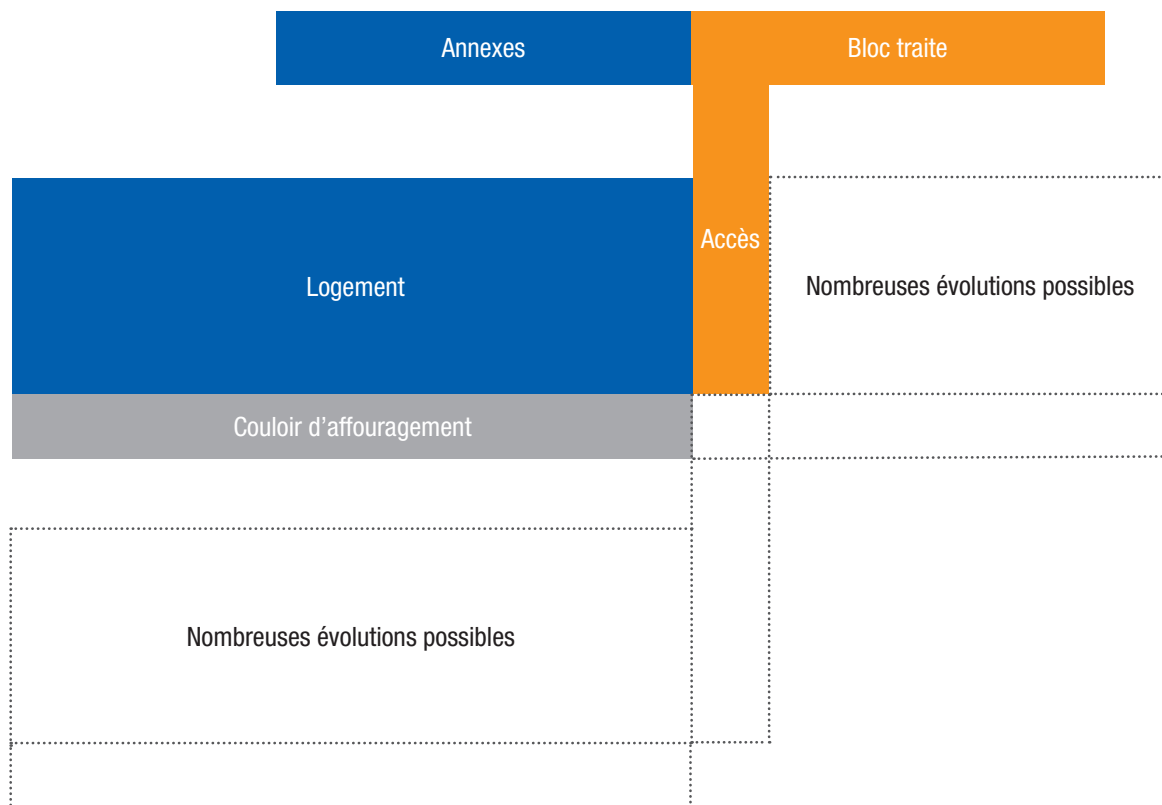 Annexes
Bloc traite
Accès
Logement
Nombreuses évolutions possibles
Couloir d’affouragement
Nombreuses évolutions possibles